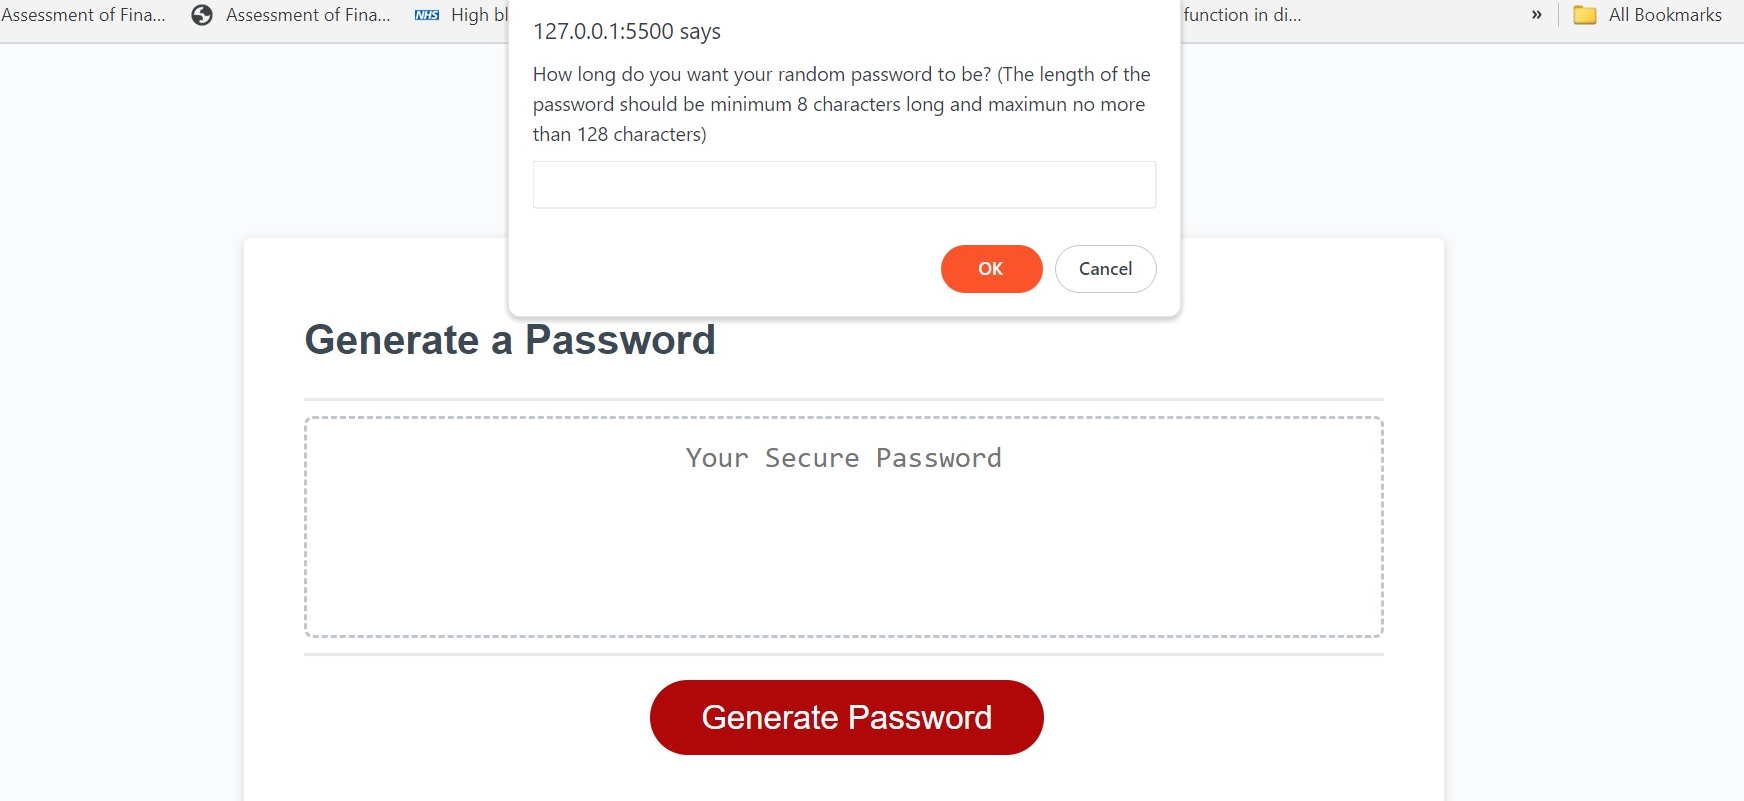 Assessment of Fina... Assessment of Fina... NHS High bl function in di... » All Bookmarks
127.0.0.1:5500 says
How long do you want your random password to be? (The length of the
password should be minimum 8 characters long and maximun no more
than 128 characters)
OK Cancel
Generate a Password
Your Secure Password
Generate Password